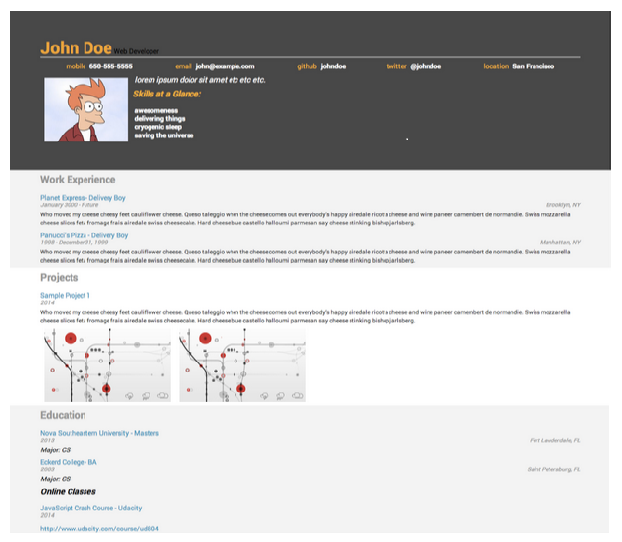 John Doe Web Developer
mobile 650-555-5555 email john@example.com github johndoe twitter @johndoe location San Francisco
lorem ipsum door sit amet etc etc etc.
Skills at a Glance:
awesomeness
delivering things
cryogenic sleep
saving the universe
Work Experience
Planet Express- Delivey Boy
January 3000 - Future Brooklyn, NY
Who moved my cheese cheesy feet cauliflower cheese. Queso taleggio when the cheese comes out everybody's happy airedale ricotta cheese and wine paneer camembert de normandie. Swiss mozzarella
cheese slices feta fromage frais airedale swiss cheesecake. Hard cheese blue castello halloumi parmesan say cheese stinking bishop jarlsberg.
Panucci's Pizza - Delivery Boy
1998 - December 31, 1999 Manhattan, NY
Who moved my cheese cheesy feet cauliflower cheese. Queso taleggio when the cheese comes out everybody's happy airedale ricotta cheese and wine paneer camembert de normandie. Swiss mozzarella
cheese slices feta fromage frais airedale swiss cheesecake. Hard cheese blue castello halloumi parmesan say cheese stinking bishop jarlsberg.
Projects
Sample Project 1
2014
Who moved my cheese cheesy feet cauliflower cheese. Queso taleggio when the cheese comes out everybody's happy airedale ricotta cheese and wine paneer camembert de normandie. Swiss mozzarella
cheese slices feta fromage frais airedale swiss cheesecake. Hard cheese blue castello halloumi parmesan say cheese stinking bishop jarlsberg.
Education
Nova Southeastern University - Masters
2013 Fort Lauderdale, FL
Major: CS
Eckerd College- BA
2003 Saint Petersburg, FL
Major: CS
Online Classes
JavaScript Crash Course - Udacity
2014
http://www.udacity.com/course/ud804